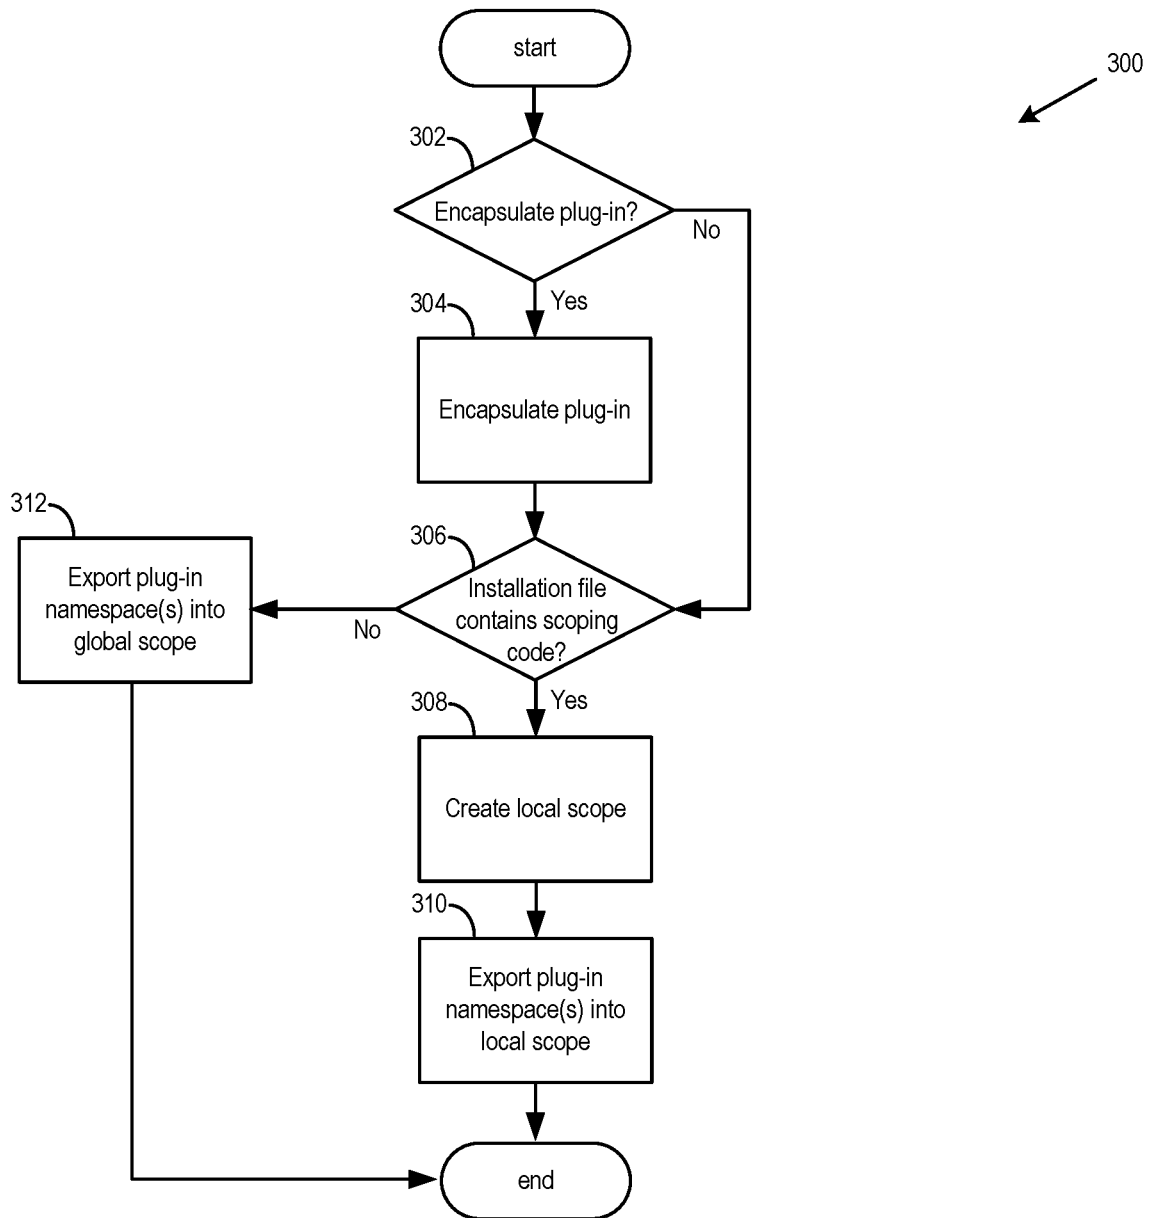 start
300
302
Encapsulate plug-in?
No
Yes
304
Encapsulate plug-in
312
Export plug-in
namespace(s) into
global scope
306
Installation file
contains scoping
code?
No
Yes
308
Create local scope
310
Export plug-in
namespace(s) into
local scope
end